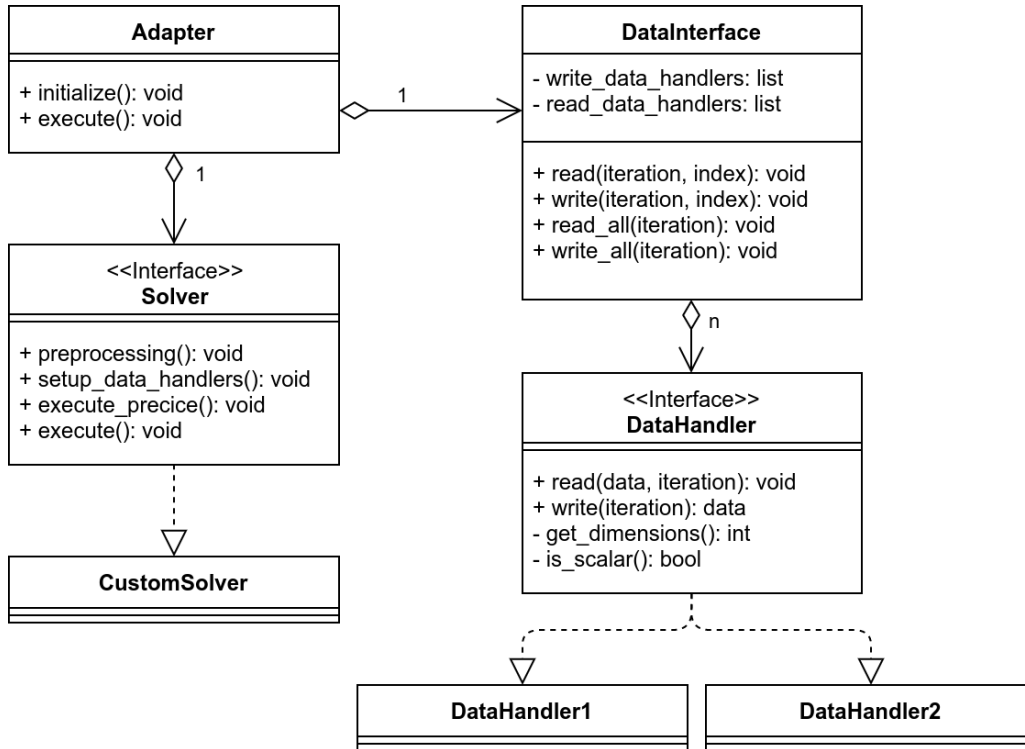 Adapter
+ initialize(): void
+ execute(): void
1
1
DataInterface
- write_data_handlers: list
- read_data_handlers: list
+ read(iteration, index): void
+ write(iteration, index): void
+ read_all(iteration): void
+ write_all(iteration): void
n
<<Interface>>
Solver
+ preprocessing(): void
+ setup_data_handlers(): void
+ execute_precice(): void
+ execute(): void
CustomSolver
<<Interface>>
DataHandler
+ read(data, iteration): void
+ write(iteration): data
- get_dimensions(): int
- is_scalar(): bool
DataHandler1
DataHandler2